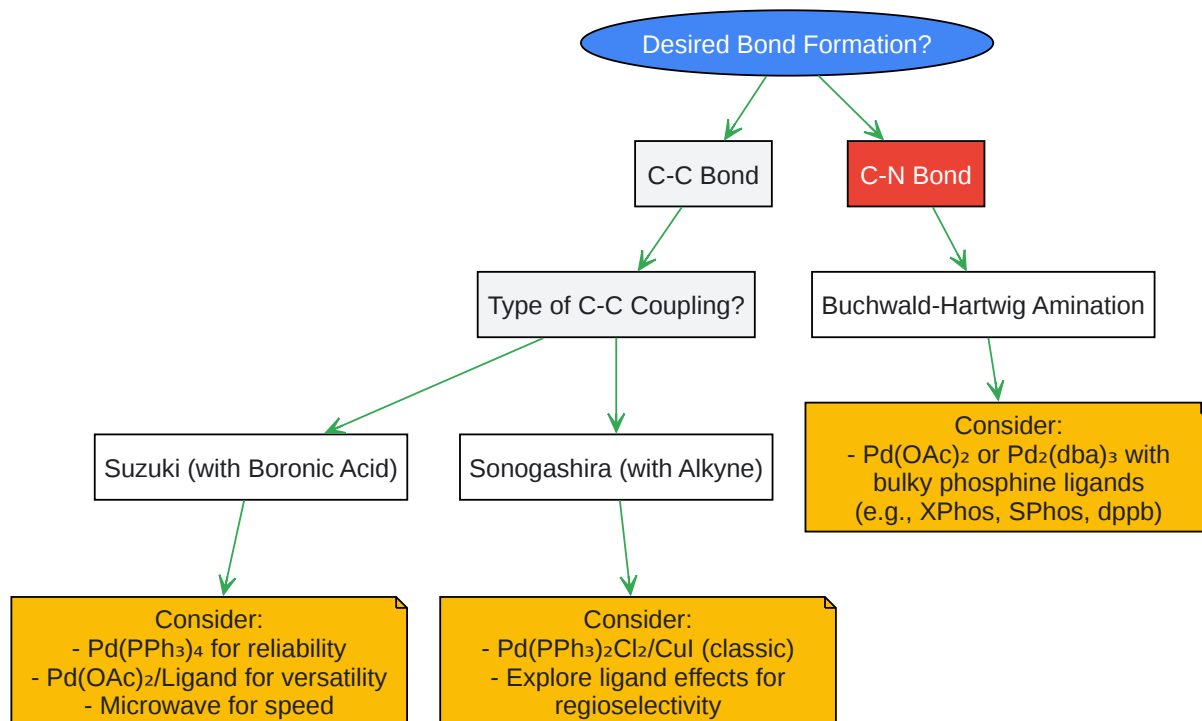 Desired Bond Formation?
C-C Bond
C-N Bond
Type of C-C Coupling?
Buchwald-Hartwig Amination
Suzuki (with Boronic Acid)
Sonogashira (with Alkyne)
Consider:
- Pd(OAc)₂ or Pd₂(dba)₃ with
bulky phosphine ligands
(e.g., XPhos, SPhos, dppb)
Consider:
- Pd(PPh₃)₄ for reliability
- Pd(OAc)₂/Ligand for versatility
- Microwave for speed
Consider:
- Pd(PPh₃)₂Cl₂/CuI (classic)
- Explore ligand effects for
regioselectivity